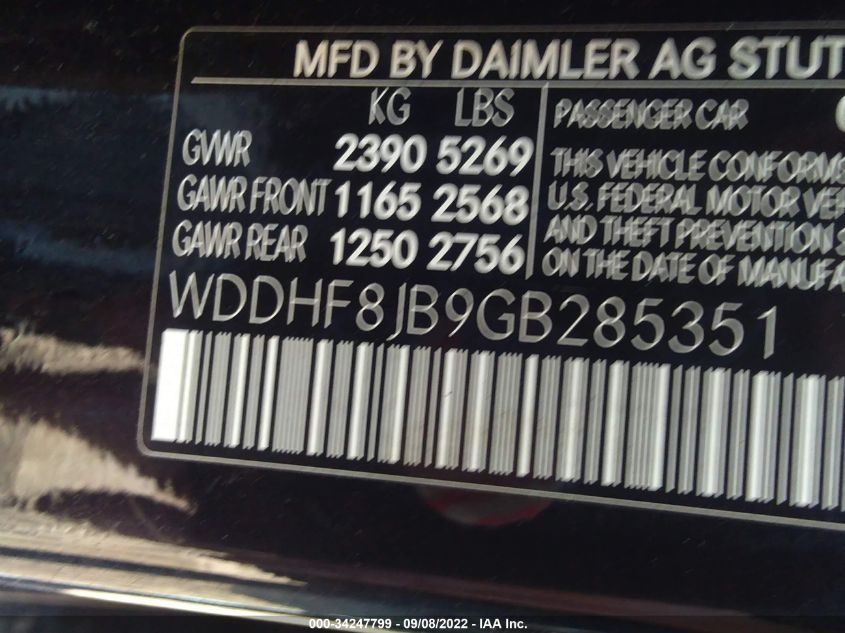 MFD BY DAIMLER AG STUT
KG LBS
GVWR 2390 5269
GAWR FRONT 1165 2568
GAWR REAR 1250 2756
PASSENGER CAR
THIS VEHICLE CONFORMS
U.S. FEDERAL MOTOR VEH
AND THEFT PREVENTION S
ON THE DATE OF MANUFA
WDDHF8JB9GB285351
000-34247799 - 09/08/2022 - IAA Inc.